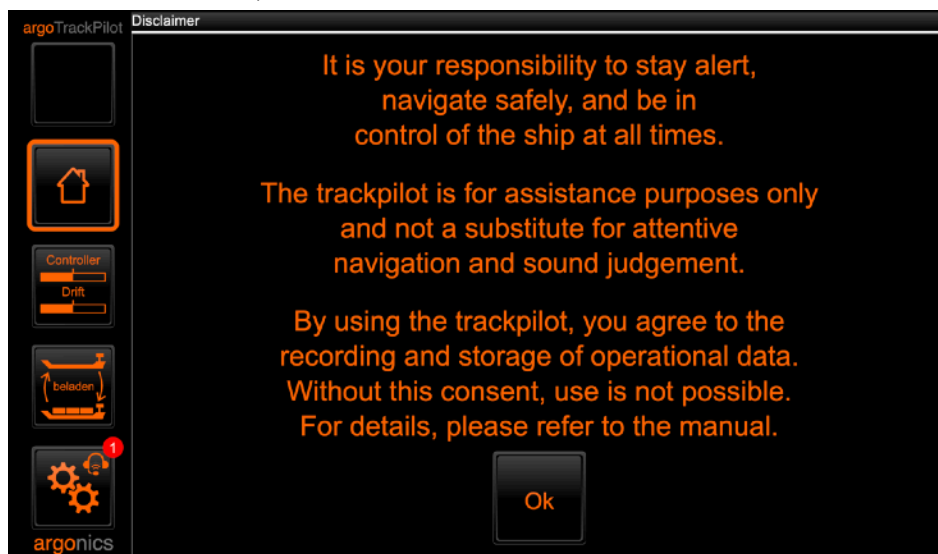 argoTrackPilot
Disclaimer
It is your responsibility to stay alert,
navigate safely, and be in
control of the ship at all times.
The trackpilot is for assistance purposes only
and not a substitute for attentive
navigation and sound judgement.
By using the trackpilot, you agree to the
recording and storage of operational data.
Without this consent, use is not possible.
For details, please refer to the manual.
Ok
Controller
Drift
beladen
1
argonics